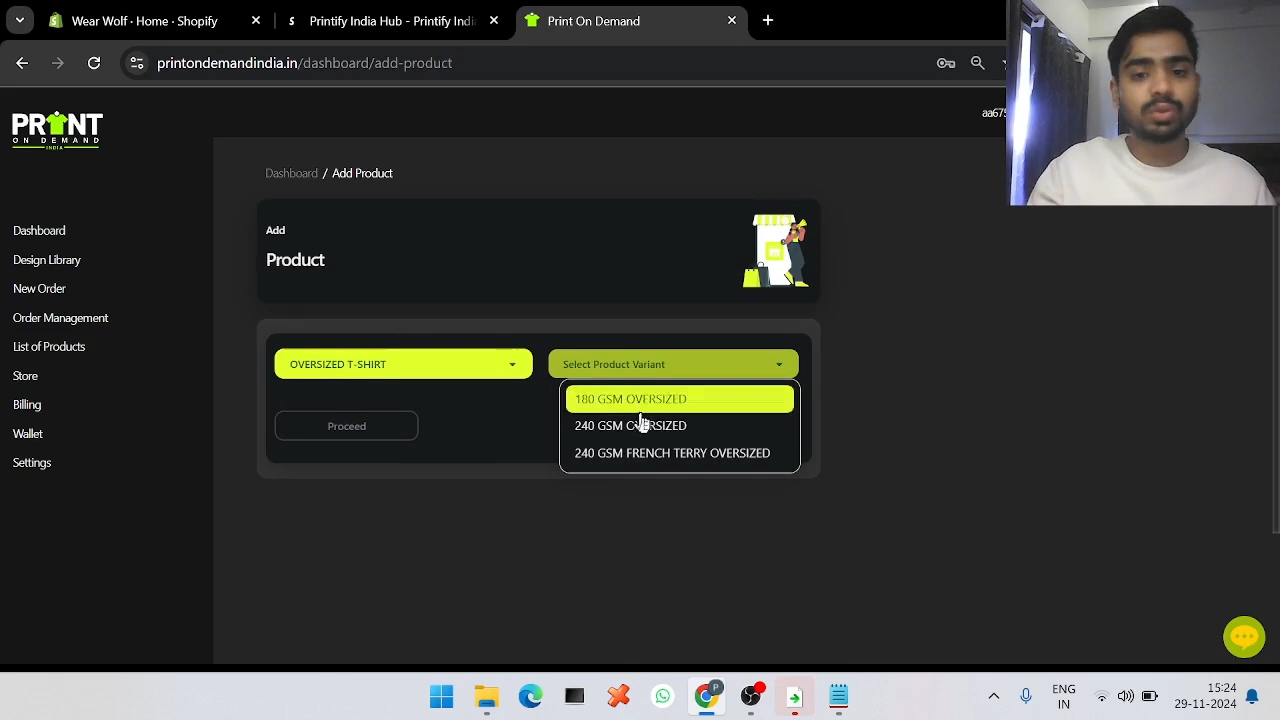 Wear Wolf · Home · Shopify
Printify India Hub - Printify Indi
Print On Demand
printondemandindia.in/dashboard/add-product
PRINT
ON DEMAND
INDIA
aa675
Dashboard / Add Product
Dashboard
Design Library
New Order
Order Management
List of Products
Store
Billing
Wallet
Settings
Add
Product
OVERSIZED T-SHIRT
Select Product Variant
180 GSM OVERSIZED
240 GSM OVERSIZED
240 GSM FRENCH TERRY OVERSIZED
Proceed
P
ENG
IN
15:24
29-11-2024